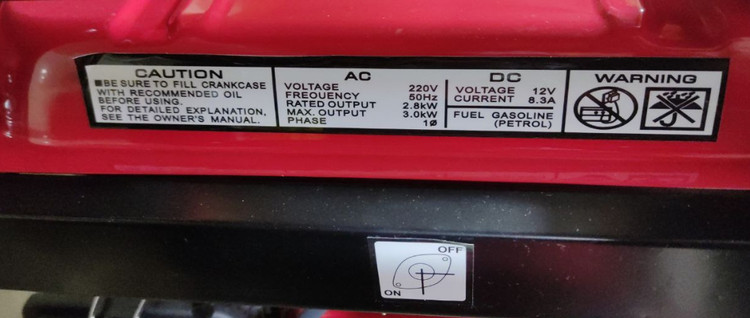 CAUTION
■BE SURE TO FILL CRANKCASE
WITH RECOMMENDED OIL
BEFORE USING.
FOR DETAILED EXPLANATION,
SEE THE OWNER'S MANUAL.
AC
VOLTAGE 220V
FREOUENCY 50Hz
RATED OUTPUT 2.8kW
MAX. OUTPUT 3.0kW
PHASE 1Ø
DC
VOLTAGE 12V
CURRENT 8.3A
FUEL GASOLINE
(PETROL)
WARNING
OFF
ON